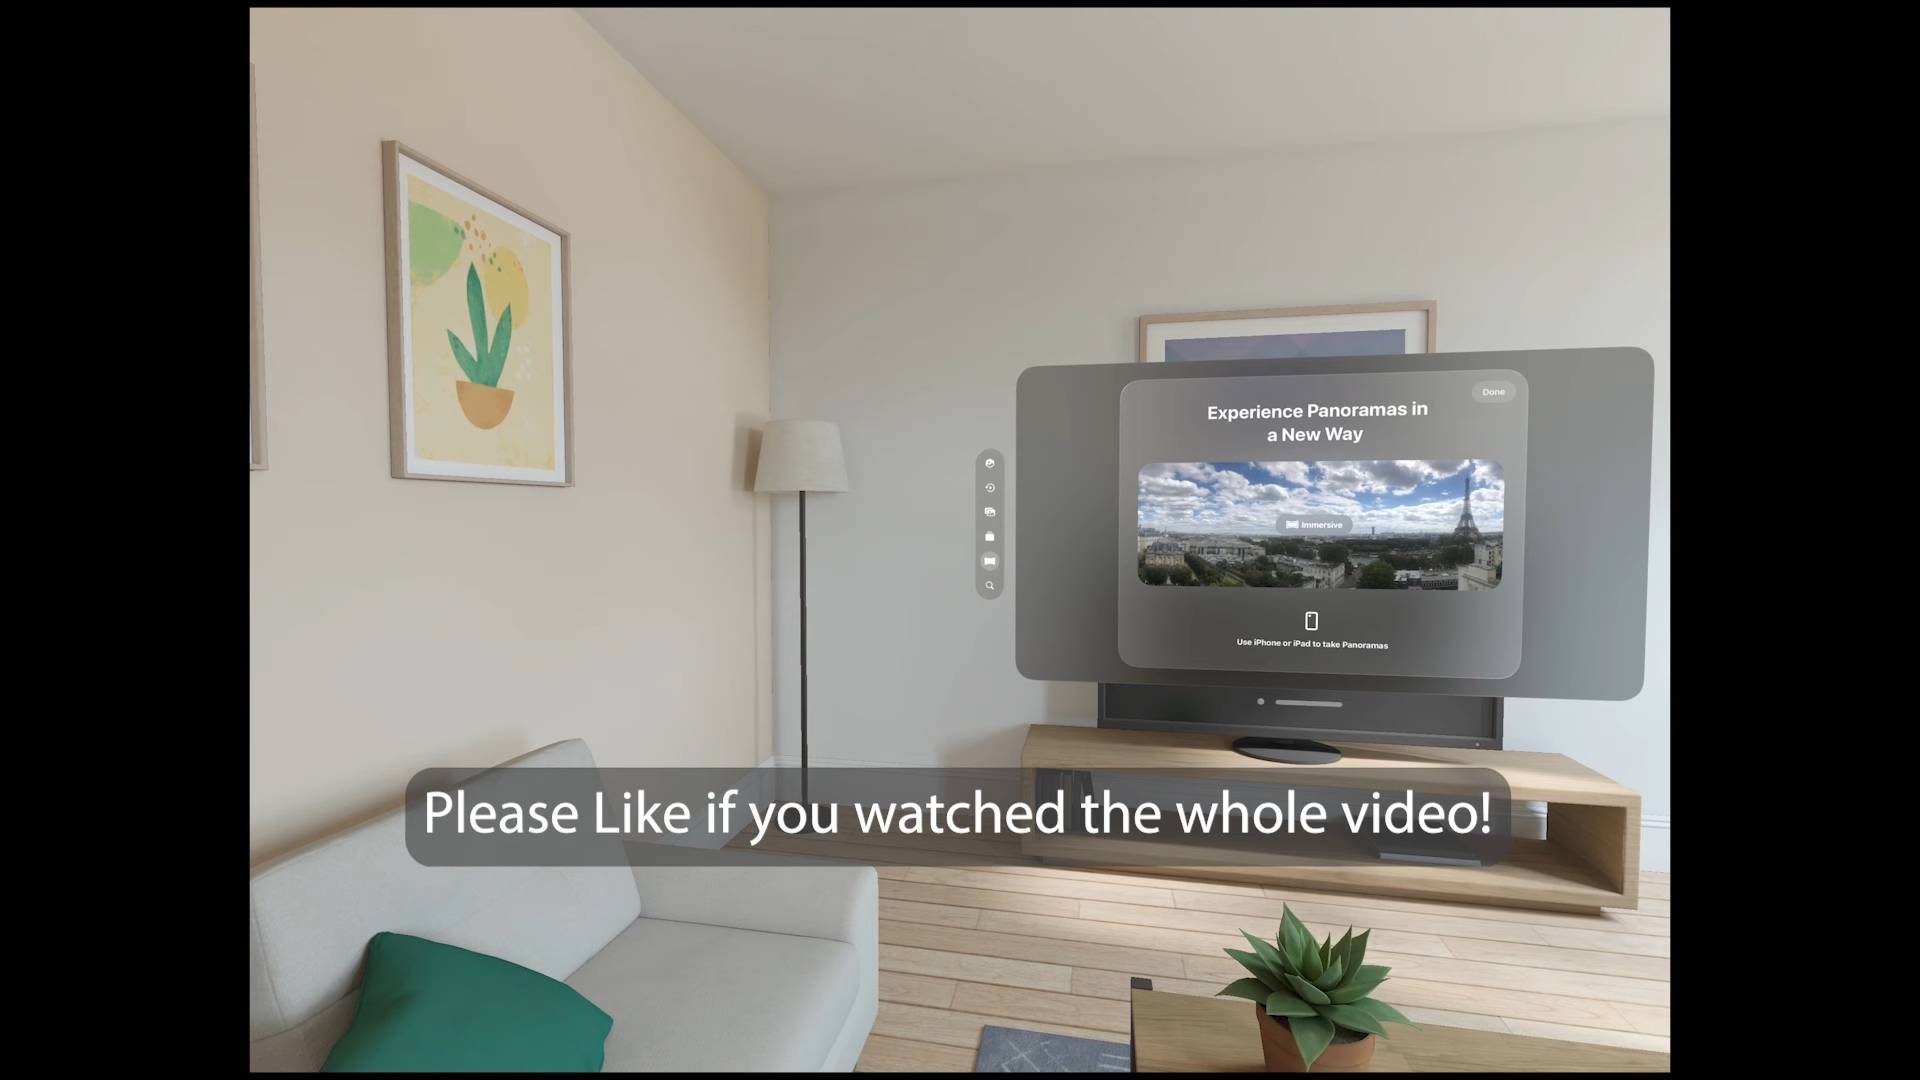 Done
Experience Panoramas in
a New Way
Immersive
Use iPhone or iPad to take Panoramas
Please Like if you watched the whole video!